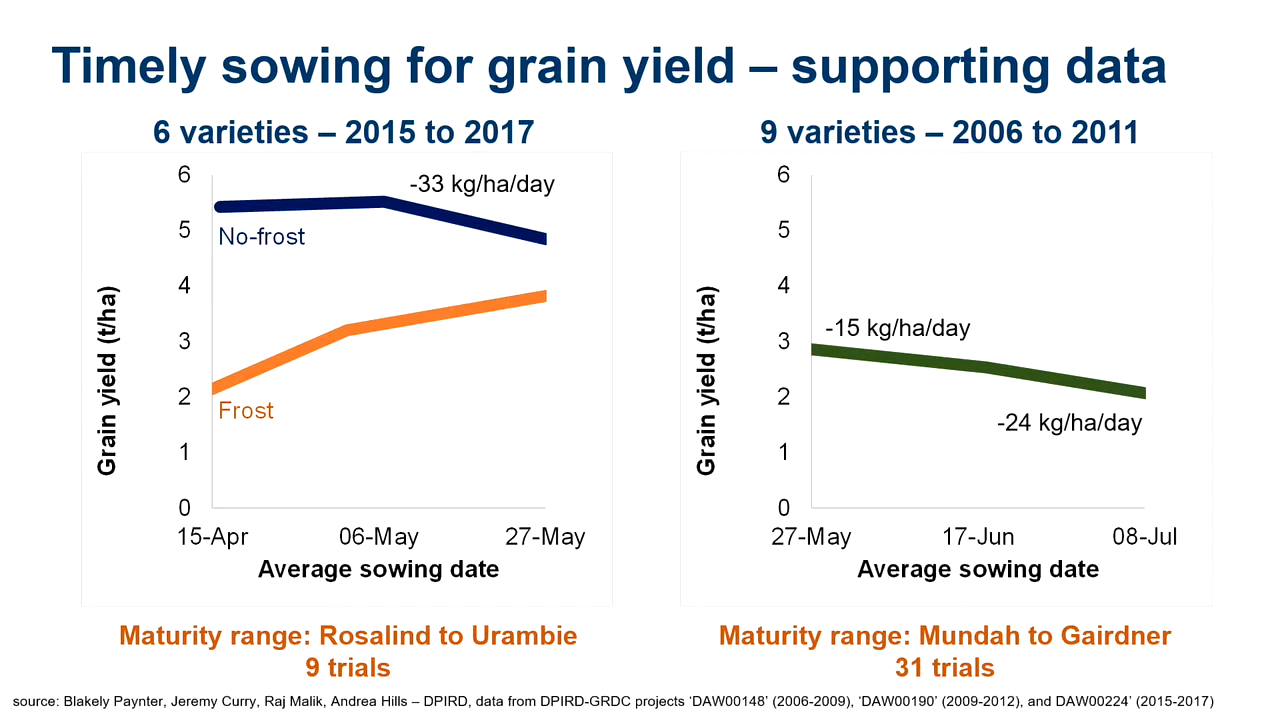 Timely sowing for grain yield – supporting data
6 varieties – 2015 to 2017
6
5
4
3
2
1
0
Grain yield (t/ha)
-33 kg/ha/day
No-frost
Frost
15-Apr 06-May 27-May
Average sowing date
Maturity range: Rosalind to Urambie
9 trials
9 varieties – 2006 to 2011
6
5
4
3
2
1
0
Grain yield (t/ha)
-15 kg/ha/day
-24 kg/ha/day
27-May 17-Jun 08-Jul
Average sowing date
Maturity range: Mundah to Gairdner
31 trials
source: Blakely Paynter, Jeremy Curry, Raj Malik, Andrea Hills – DPIRD, data from DPIRD-GRDC projects ‘DAW00148’ (2006-2009), ‘DAW00190’ (2009-2012), and DAW00224’ (2015-2017)